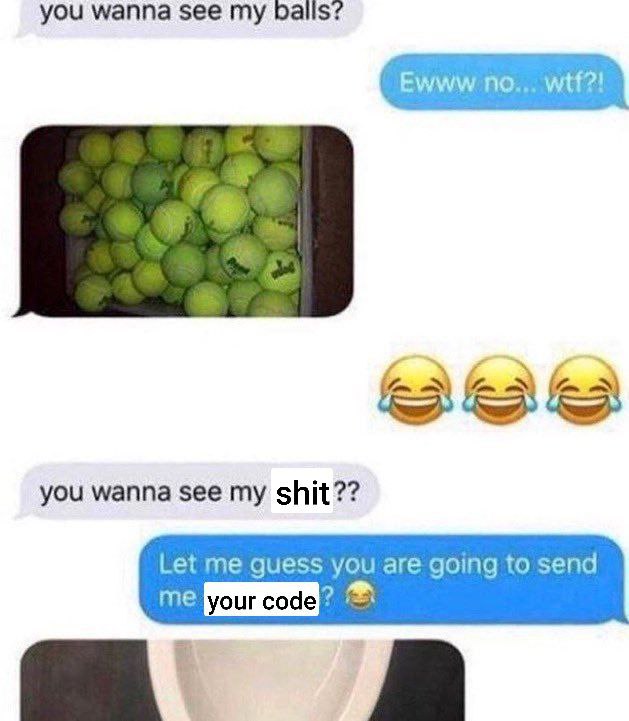 you wanna see my balls?
Ewww no... wtf?!
😂😂😂
you wanna see my shit??
Let me guess you are going to send
me your code? 😂